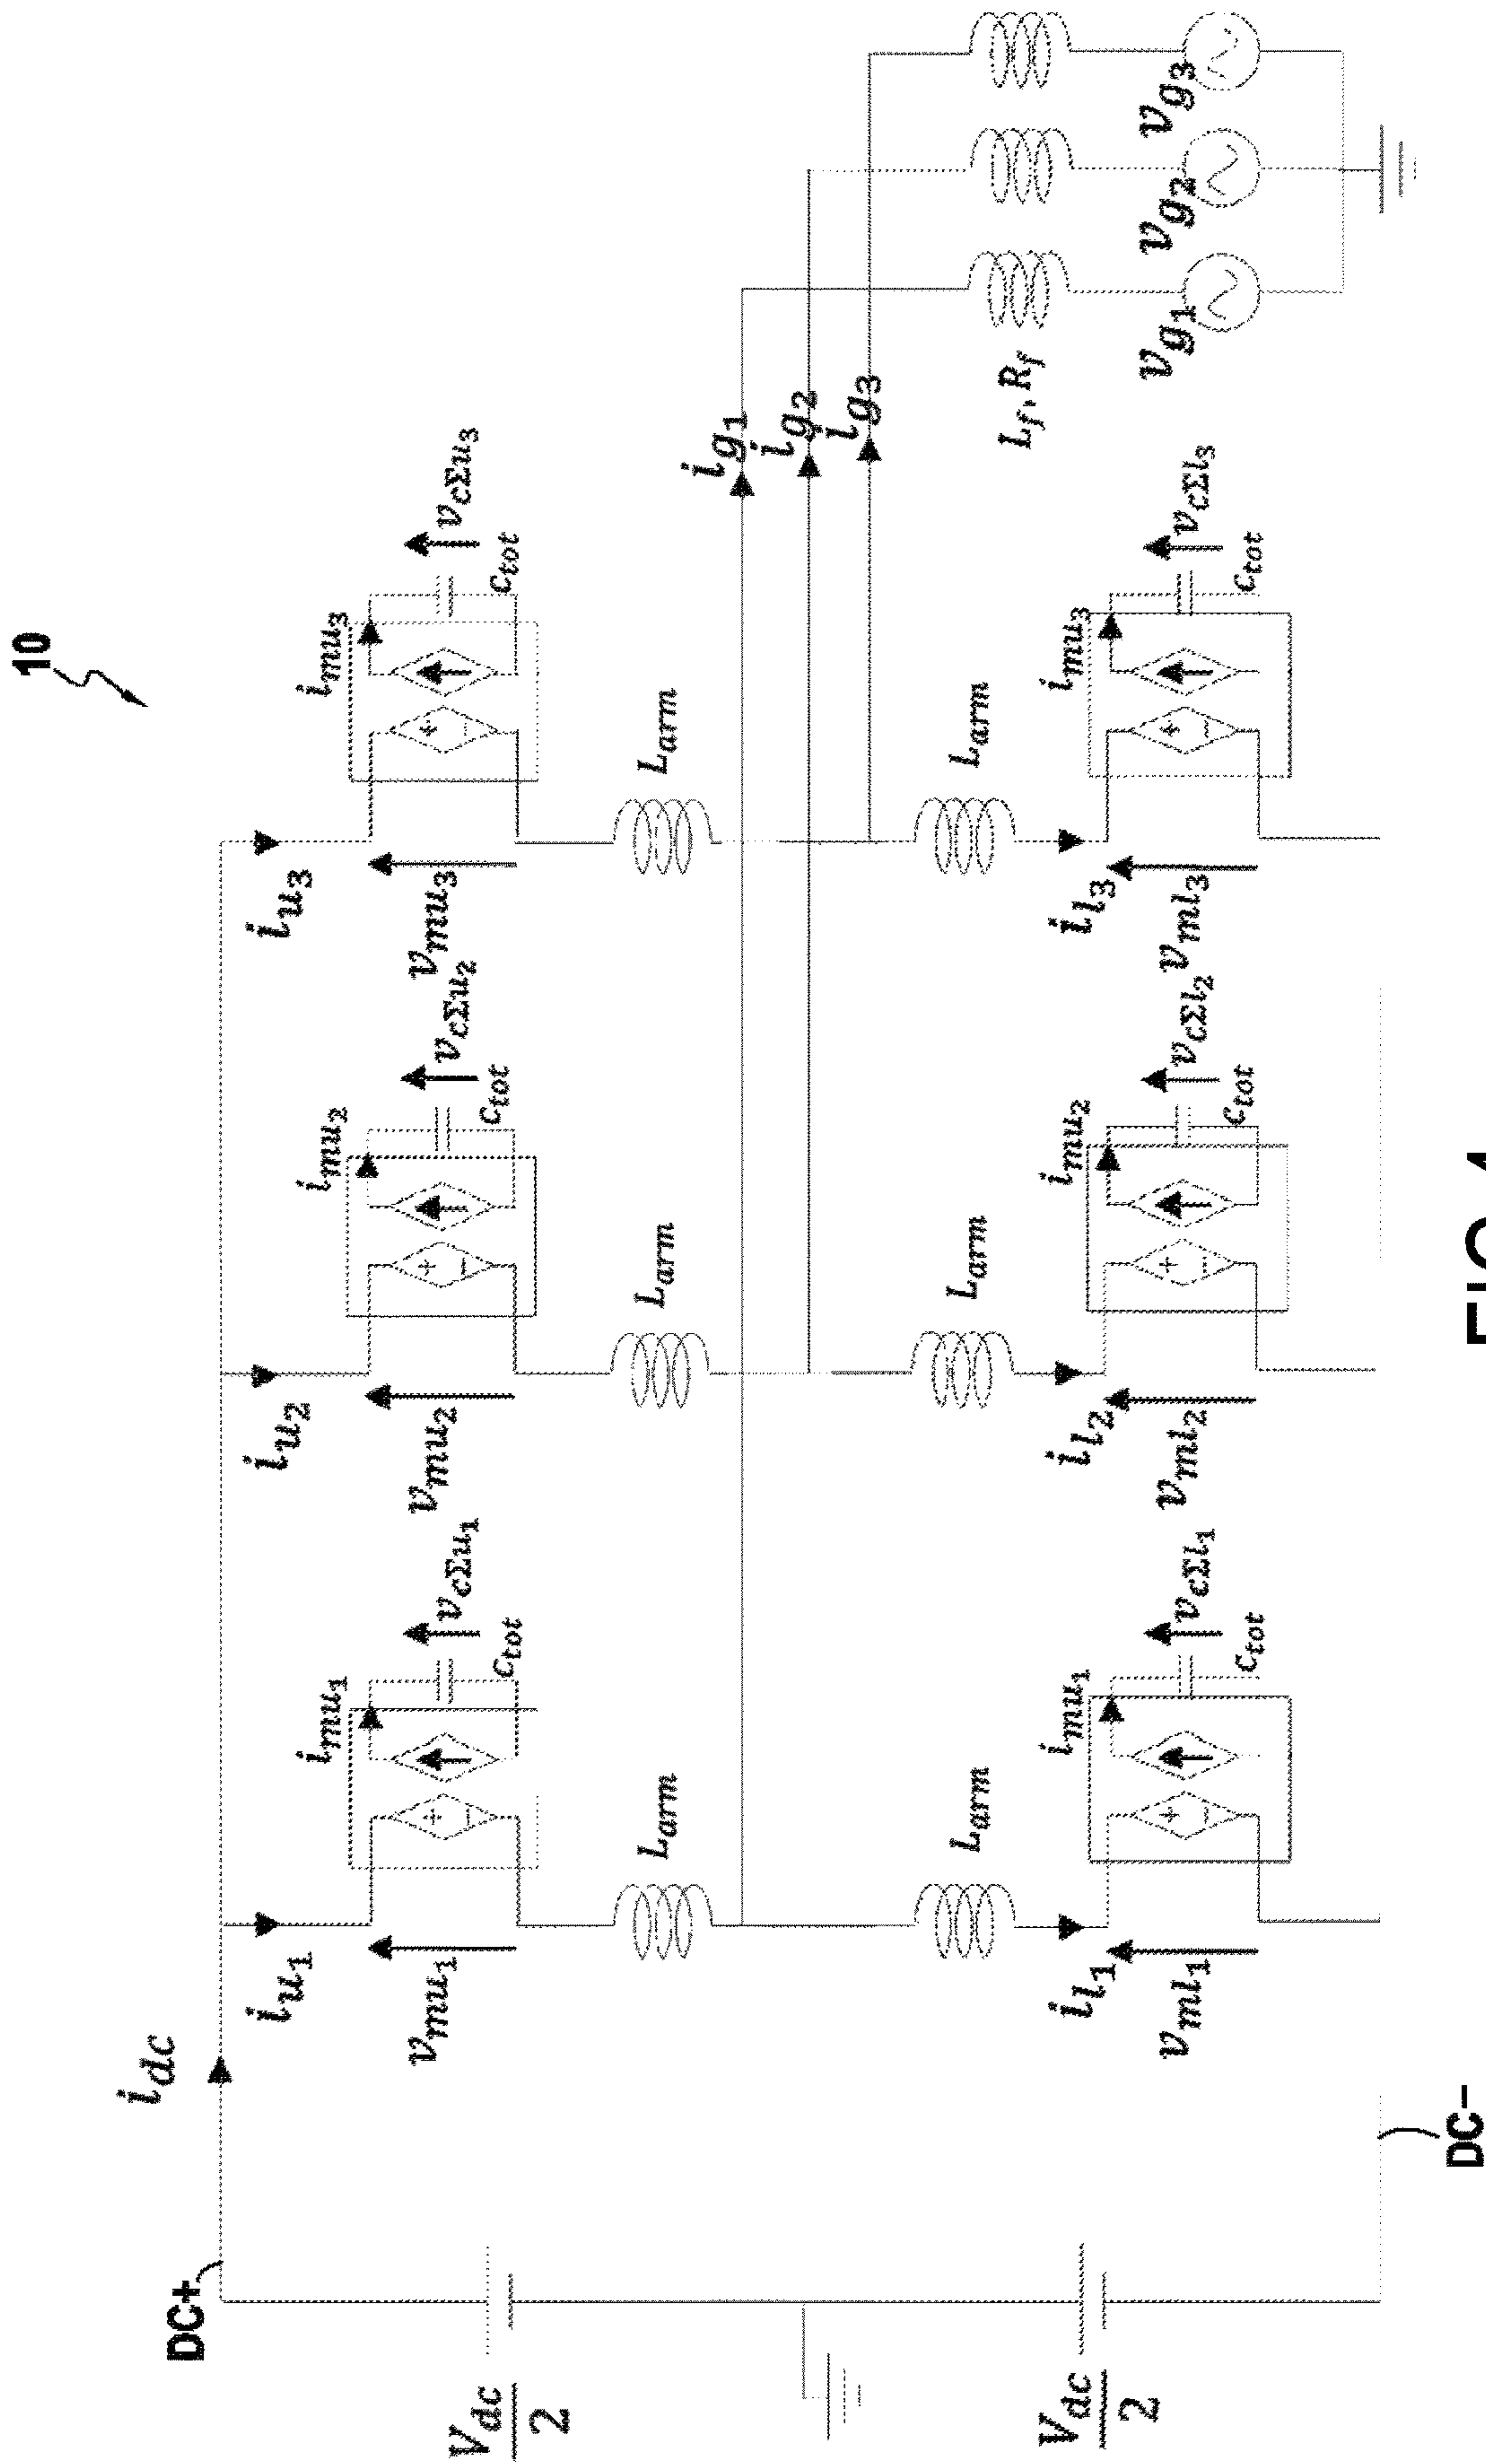 10
DC+
i_dc
i_u1
i_u2
i_u3
V_dc/2
v_mu1
i_mu1
v_cΣu1
C_tot
v_mu2
i_mu2
v_cΣu2
C_tot
v_mu3
i_mu3
v_cΣu3
C_tot
L_arm
L_arm
L_arm
i_g1
i_g2
i_g3
L_arm
L_arm
L_arm
L_f, R_f
V_dc/2
i_l1
v_ml1
i_mu1
v_cΣl1
C_tot
i_l2
v_ml2
i_mu2
v_cΣl2
C_tot
i_l3
v_ml3
i_mu3
v_cΣl3
C_tot
v_g1
v_g2
v_g3
DC−